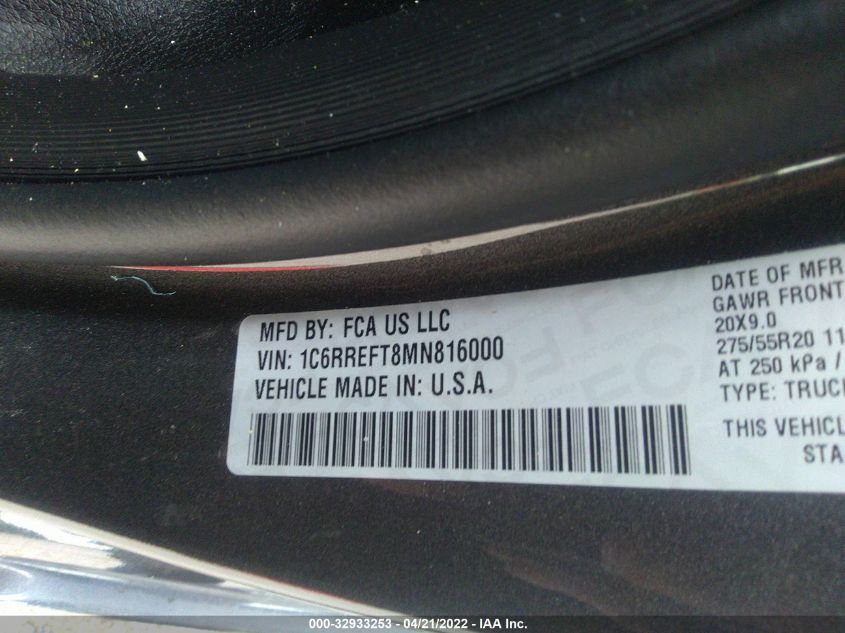 MFD BY: FCA US LLC
VIN: 1C6RREFT8MN816000
VEHICLE MADE IN: U.S.A.
DATE OF MFR
GAWR FRONT
20X9.0
275/55R20 11
AT 250 kPa /
TYPE: TRUC
THIS VEHICL
STA
000-32933253 - 04/21/2022 - IAA Inc.